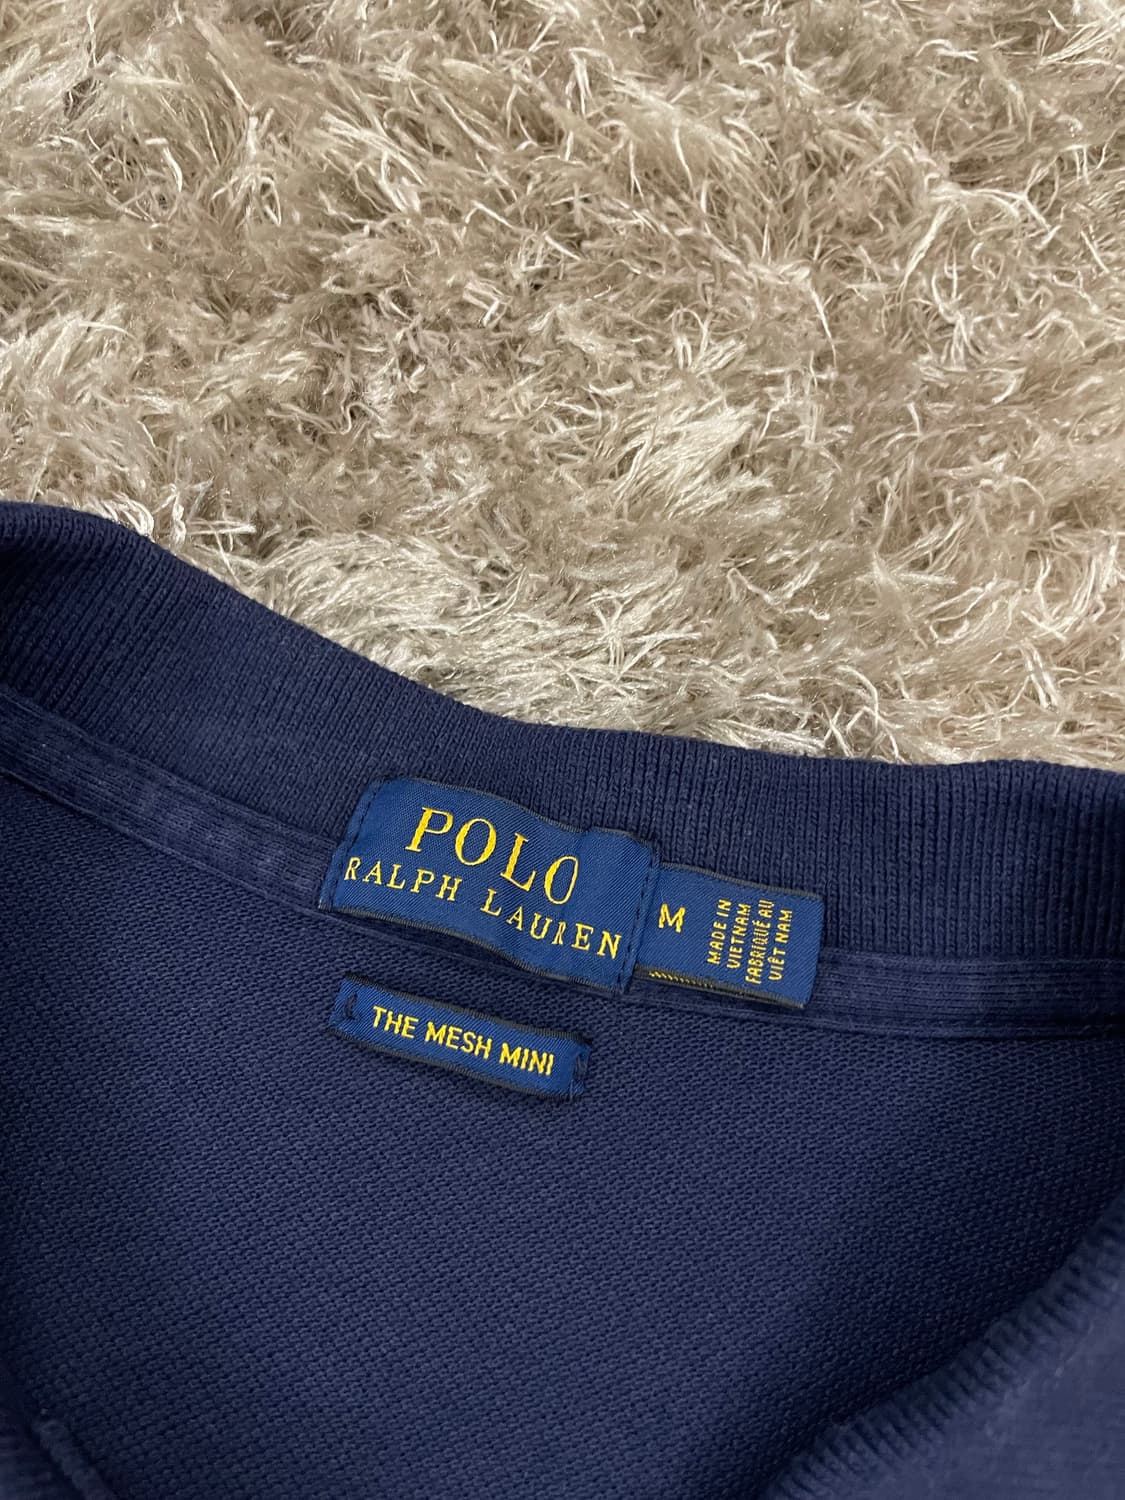 POLO
RALPH LAUREN
M
MADE IN
VIETNAM
FABRIQUÉ AU
VIÊT NAM
THE MESH MINI